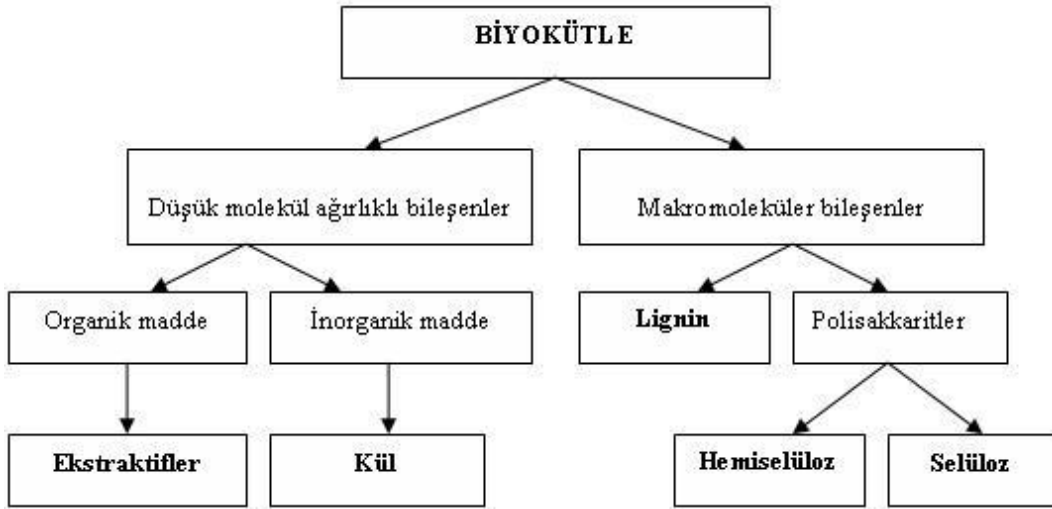 BİYOKÜTLE
Düşük molekül ağırlıklı bileşenler
Makromoleküler bileşenler
Organik madde
İnorganik madde
Lignin
Polisakkaritler
Ekstraktifler
Kül
Hemiselüloz
Selüloz